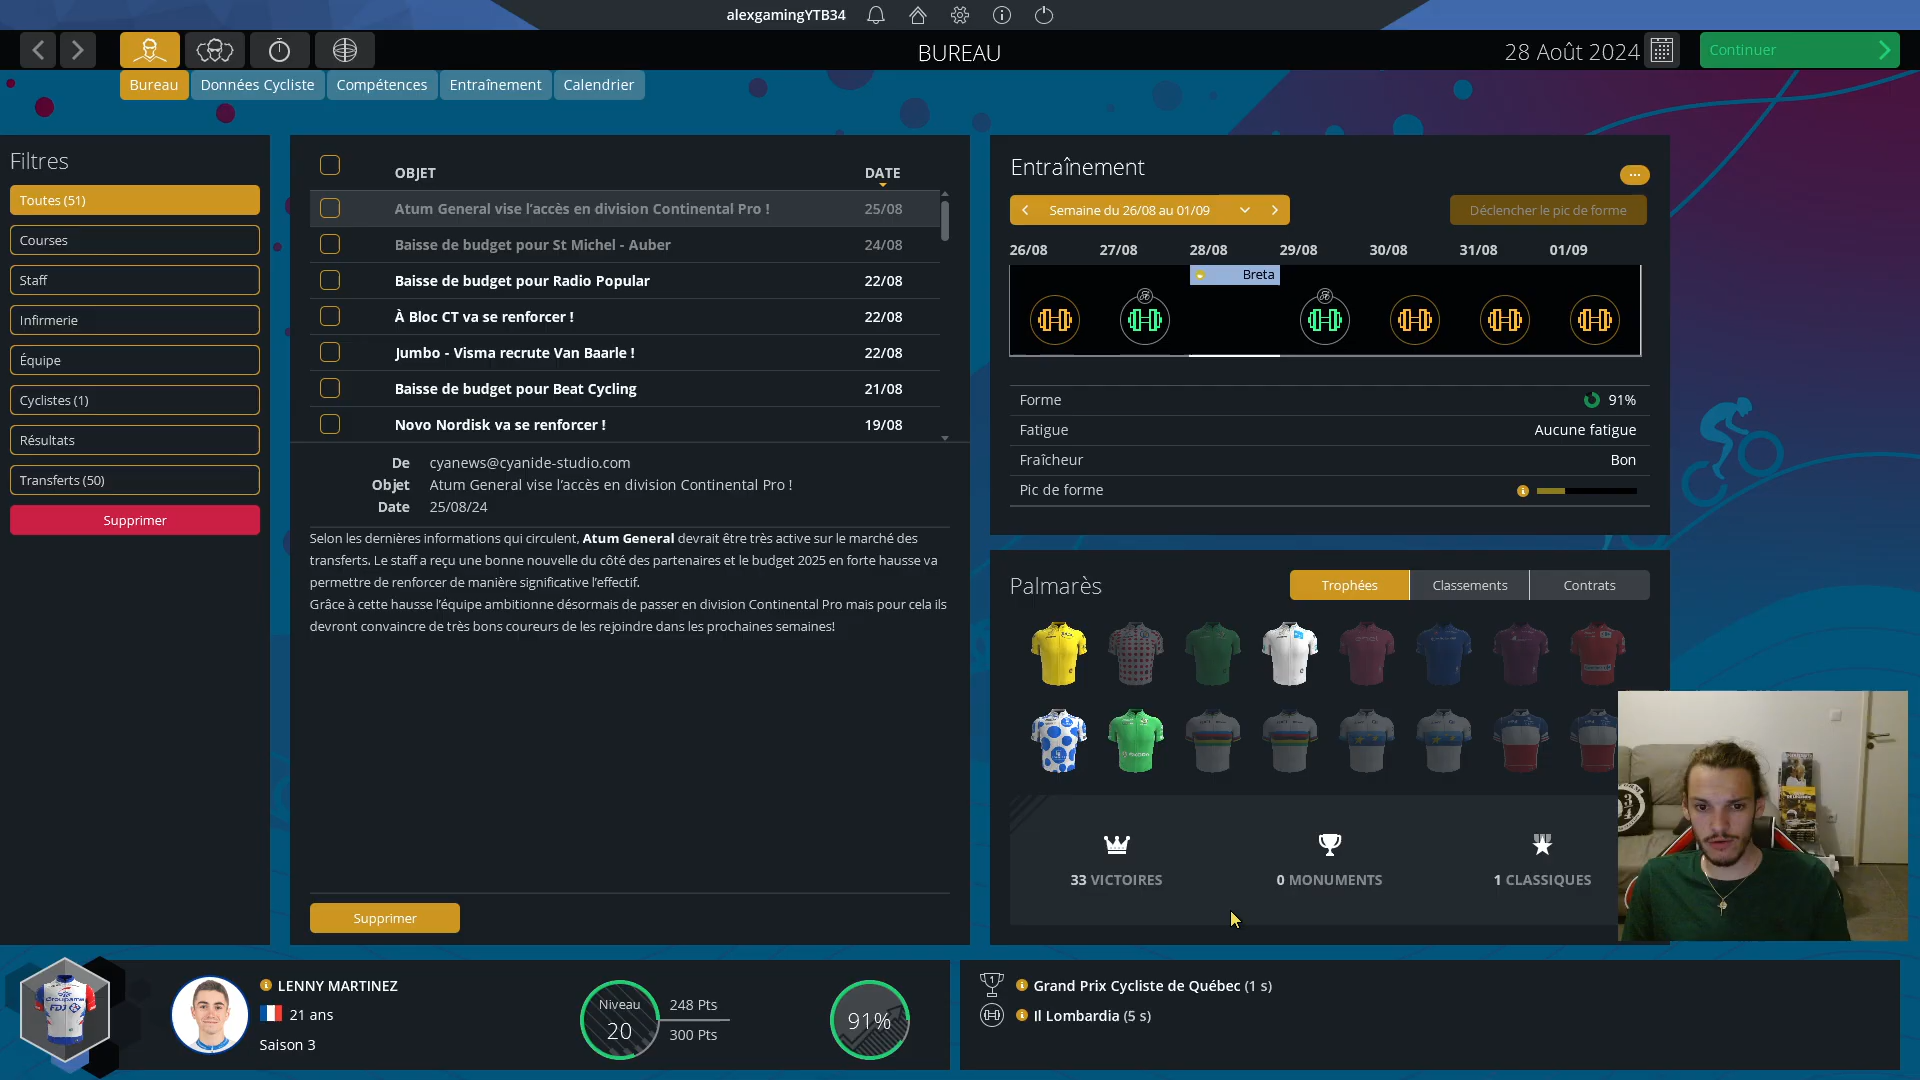 alexgamingYTB34
BUREAU
28 Août 2024
Continuer
Bureau
Données Cycliste
Compétences
Entraînement
Calendrier
Filtres
Toutes (51)
Courses
Staff
Infirmerie
Équipe
Cyclistes (1)
Résultats
Transferts (50)
Supprimer
OBJET
DATE
Atum General vise l'accès en division Continental Pro !
25/08
Baisse de budget pour St Michel - Auber
24/08
Baisse de budget pour Radio Popular
22/08
À Bloc CT va se renforcer !
22/08
Jumbo - Visma recrute Van Baarle !
22/08
Baisse de budget pour Beat Cycling
21/08
Novo Nordisk va se renforcer !
19/08
De cyanews@cyanide-studio.com
Objet Atum General vise l'accès en division Continental Pro !
Date 25/08/24
Selon les dernières informations qui circulent, Atum General devrait être très active sur le marché des
transferts. Le staff a reçu une bonne nouvelle du côté des partenaires et le budget 2025 en forte hausse va
permettre de renforcer de manière significative l'effectif.
Grâce à cette hausse l'équipe ambitionne désormais de passer en division Continental Pro mais pour cela ils
devront convaincre de très bons coureurs de les rejoindre dans les prochaines semaines!
Supprimer
Entraînement
...
Semaine du 26/08 au 01/09
Déclencher le pic de forme
26/08 27/08 28/08 29/08 30/08 31/08 01/09
Breta
Forme
91%
Fatigue
Aucune fatigue
Fraîcheur
Bon
Pic de forme
Palmarès
Trophées
Classements
Contrats
33 VICTOIRES
0 MONUMENTS
1 CLASSIQUES
Groupama
FDJ
LENNY MARTINEZ
21 ans
Saison 3
Niveau
20
248 Pts
300 Pts
91%
1
Grand Prix Cycliste de Québec (1 s)
Il Lombardia (5 s)